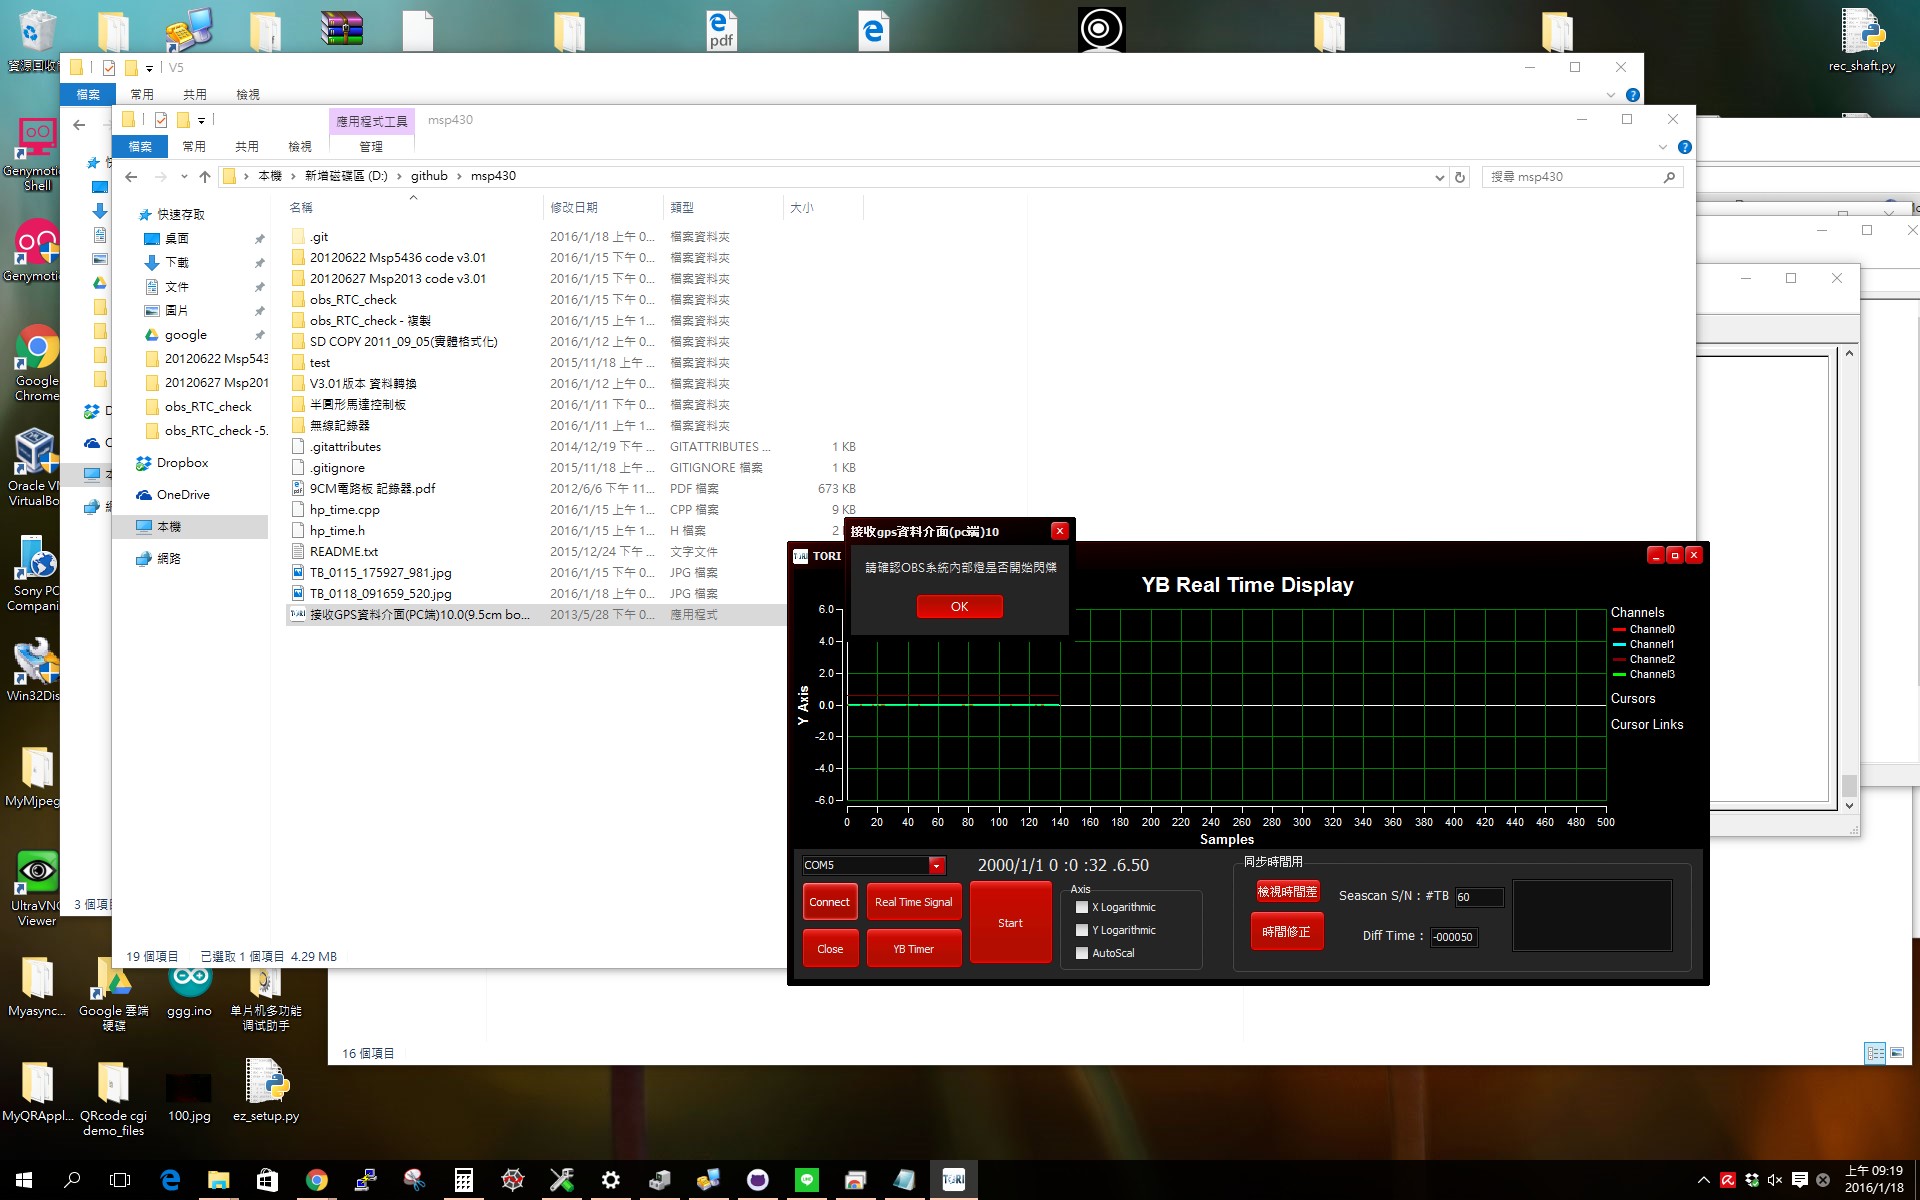 資源回收
pdf
rec_shaft.py
V5
檔案
常用
共用
檢視
應用程式工具
msp430
檔案
常用
共用
檢視
管理
本機
新增磁碟區 (D:)
github
msp430
搜尋 msp430
Genymotic
Shell
Genymotic
Google
Chrome
Oracle VM
VirtualBo
Sony PC
Compani
Win32Dis
MyMjpeg
UltraVNC
Viewer
快速存取
桌面
下載
文件
圖片
google
20120622 Msp543
20120627 Msp201
obs_RTC_check
obs_RTC_check -5.
Dropbox
OneDrive
本機
網路
名稱
修改日期
類型
大小
.git 2016/1/18 上午 0... 檔案資料夾
20120622 Msp5436 code v3.01 2016/1/15 下午 0... 檔案資料夾
20120627 Msp2013 code v3.01 2016/1/15 下午 0... 檔案資料夾
obs_RTC_check 2016/1/15 下午 0... 檔案資料夾
obs_RTC_check - 複製 2016/1/15 上午 1... 檔案資料夾
SD COPY 2011_09_05(實體格式化) 2016/1/12 上午 0... 檔案資料夾
test 2015/11/18 上午 ... 檔案資料夾
V3.01版本 資料轉換 2016/1/12 上午 0... 檔案資料夾
半圓形馬達控制板 2016/1/11 下午 0... 檔案資料夾
無線記錄器 2016/1/11 上午 1... 檔案資料夾
.gitattributes 2014/12/19 下午 ... GITATTRIBUTES ... 1 KB
.gitignore 2015/11/18 上午 ... GITIGNORE 檔案 1 KB
9CM電路板 記錄器.pdf 2012/6/6 下午 11... PDF 檔案 673 KB
hp_time.cpp 2016/1/15 上午 1... CPP 檔案 9 KB
hp_time.h 2016/1/15 上午 1... H 檔案 2
README.txt 2015/12/24 下午 ... 文字文件
TB_0115_175927_981.jpg 2016/1/15 下午 0... JPG 檔案
TB_0118_091659_520.jpg 2016/1/18 上午 0... JPG 檔案
接收GPS資料介面(PC端)10.0(9.5cm bo... 2013/5/28 下午 0... 應用程式
19 個項目 已選取 1 個項目 4.29 MB
3 個項
16 個項目
接收gps資料介面(pc端)10
請確認OBS系統內部燈是否開始閃爍
OK
TORI
YB Real Time Display
6.0
4.0
2.0
0.0
-2.0
-4.0
-6.0
Y Axis
0 20 40 60 80 100 120 140 160 180 200 220 240 260 280 300 320 340 360 380 400 420 440 460 480 500
Samples
Channels
Channel0
Channel1
Channel2
Channel3
Cursors
Cursor Links
COM5
2000/1/1 0 :0 :32 .6.50
Connect
Real Time Signal
Start
Close
YB Timer
Axis
X Logarithmic
Y Logarithmic
AutoScal
同步時間用
檢視時間差
時間修正
Seascan S/N : #TB 60
Diff Time : -000050
Myasync...
Google 雲端
硬碟
ggg.ino
单片机多功能
调试助手
MyQRAppl...
QRcode cgi
demo_files
100.jpg
ez_setup.py
TORI
上午 09:19
2016/1/18